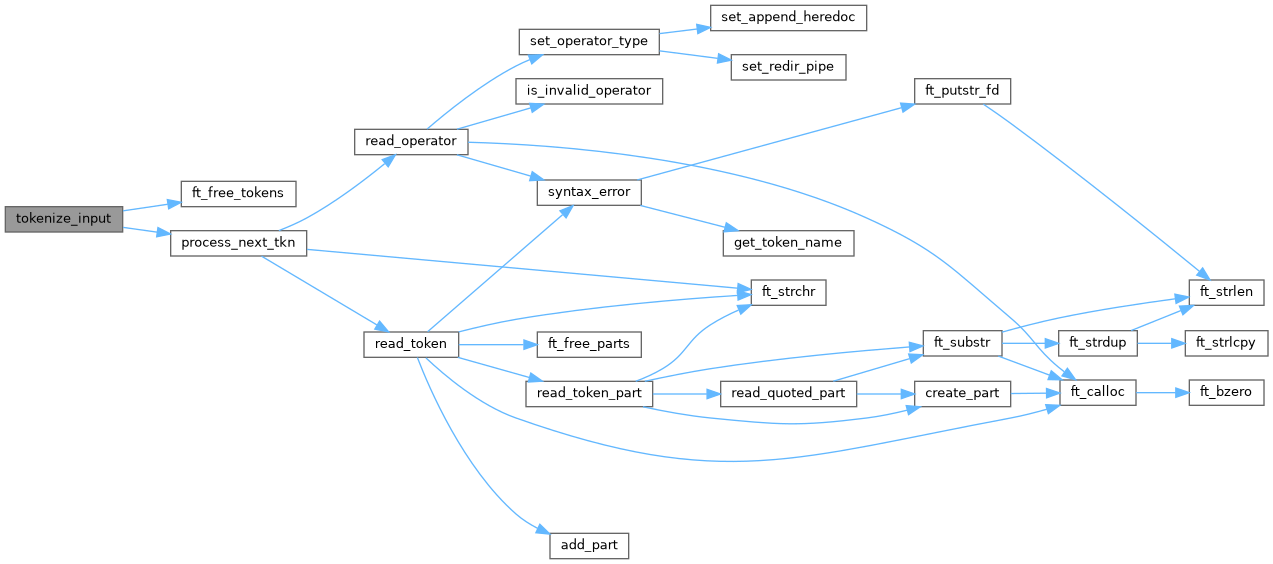 set_append_heredoc
set_operator_type
set_redir_pipe
is_invalid_operator
ft_putstr_fd
read_operator
ft_free_tokens
syntax_error
tokenize_input
process_next_tkn
get_token_name
ft_strchr
ft_strlen
read_token
ft_free_parts
ft_substr
ft_strdup
ft_strlcpy
read_token_part
read_quoted_part
create_part
ft_calloc
ft_bzero
add_part